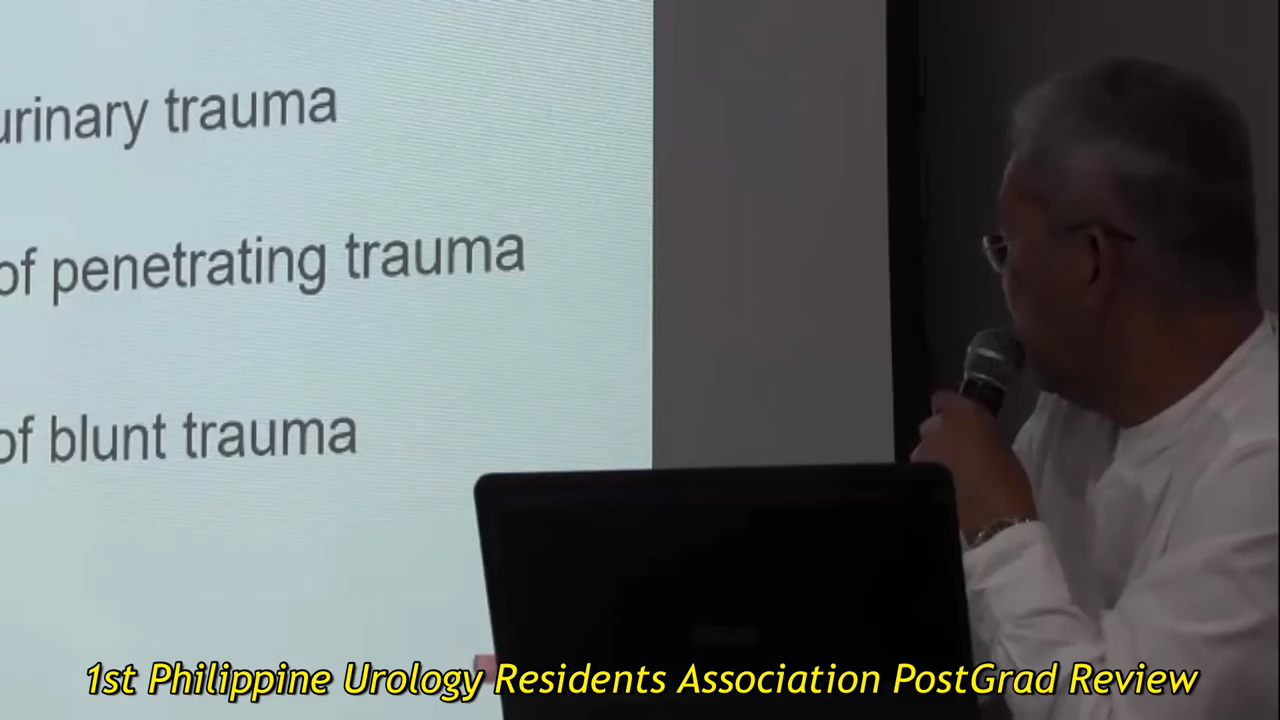 urinary trauma
of penetrating trauma
of blunt trauma
1st Philippine Urology Residents Association PostGrad Review